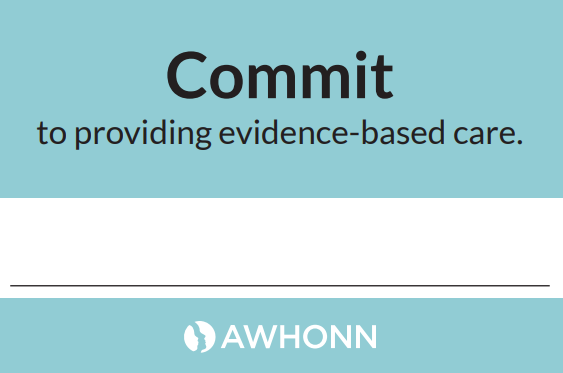 Commit
to providing evidence-based care.
AWHONN